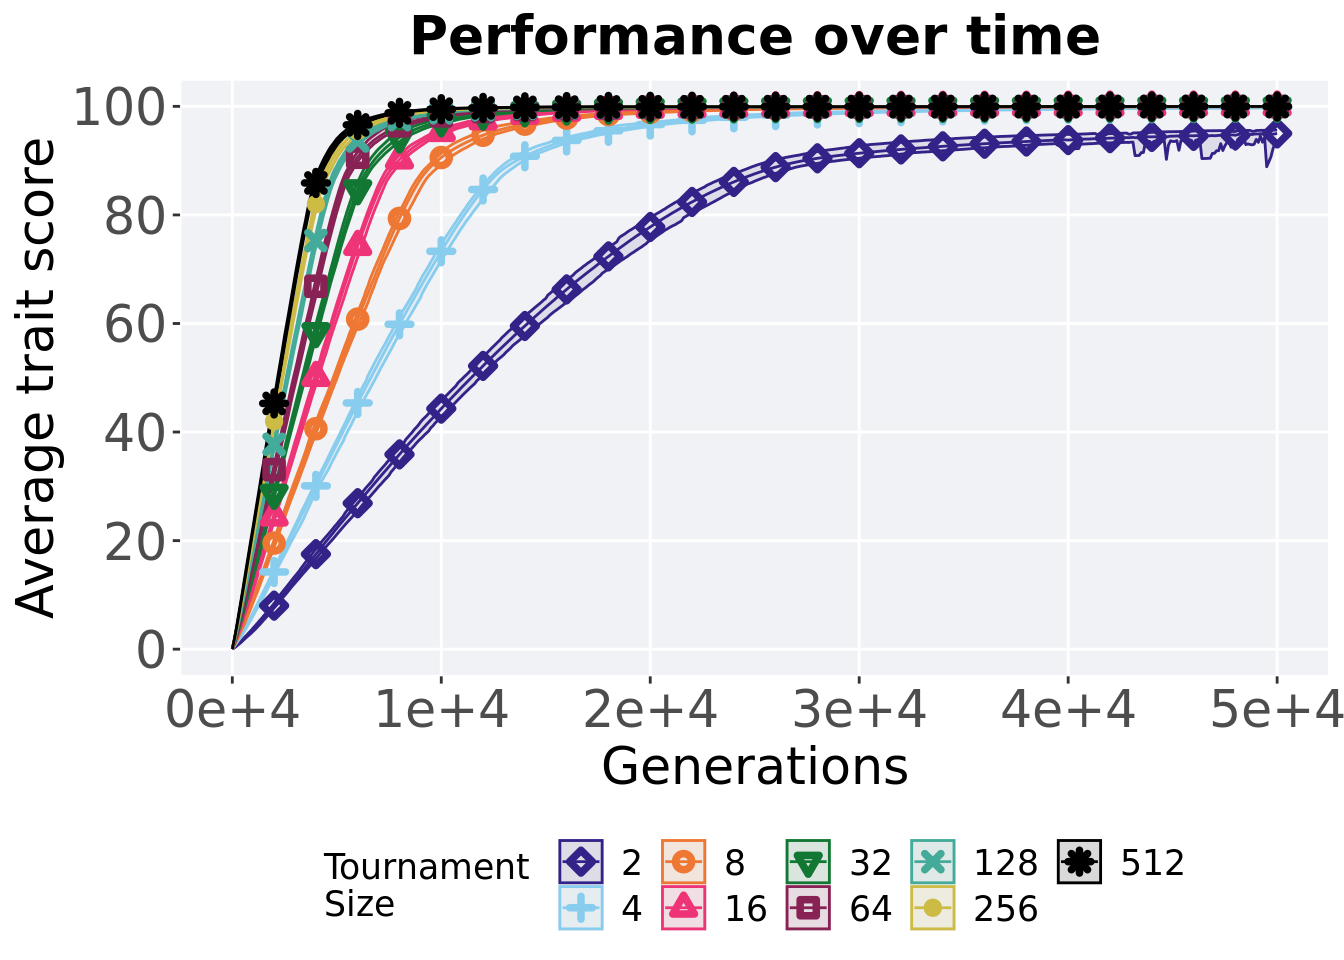 Performance over time
Average trait score
100
80
60
40
20
0
0e+4 1e+4 2e+4 3e+4 4e+4 5e+4
Generations
Tournament
Size
2 8 32 128 512
4 16 64 256